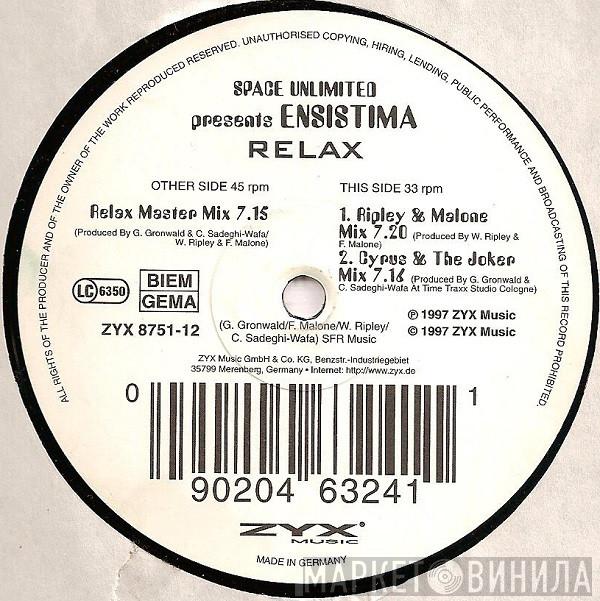 ALL RIGHTS OF THE PRODUCER AND OF THE OWNER OF THE WORK REPRODUCED RESERVED. UNAUTHORISED COPYING, HIRING, LENDING, PUBLIC PERFORMANCE AND BROADCASTING OF THIS RECORD PROHIBITED.
SPACE UNLIMITED
presents ENSISTIMA
RELAX
OTHER SIDE 45 rpm
Relax Master Mix 7.15
(Produced By G. Gronwald & C. Sadeghi-Wafa/
W. Ripley & F. Malone)
THIS SIDE 33 rpm
1. Ripley & Malone
Mix 7.20 (Produced By W. Ripley &
F. Malone)
2. Cyrus & The Joker
Mix 7.16 (Produced By G. Gronwald &
C. Sadeghi-Wafa At Time Traxx Studio Cologne)
LC 6350
BIEM
GEMA
ZYX 8751-12
(G. Gronwald/F. Malone/W. Ripley/
C. Sadeghi-Wafa) SFR Music
℗ 1997 ZYX Music
© 1997 ZYX Music
ZYX Music GmbH & Co. KG, Benzstr.-Industriegebiet
35799 Merenberg, Germany • Internet: http://www.zyx.de
0 1
90204 63241
ZYX®
MUSIC
MADE IN GERMANY
МАРКЕТ ВИНИЛА